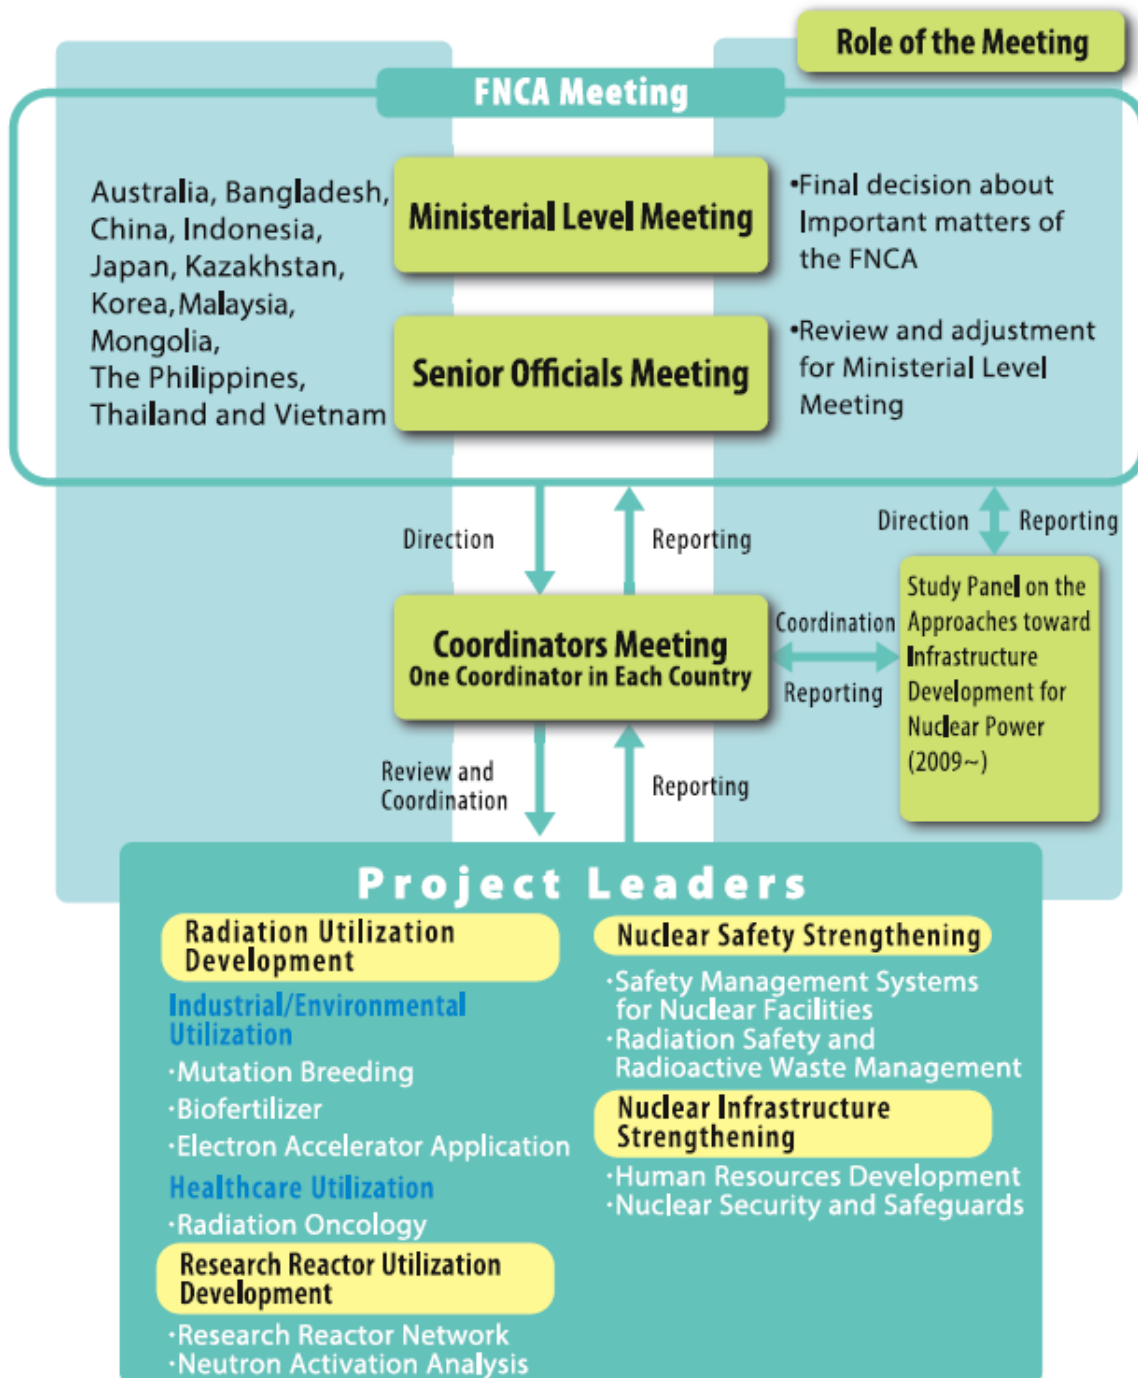 Role of the Meeting
FNCA Meeting
Australia, Bangladesh,
China, Indonesia,
Japan, Kazakhstan,
Korea, Malaysia,
Mongolia,
The Philippines,
Thailand and Vietnam
Ministerial Level Meeting
•Final decision about
Important matters of
the FNCA
Senior Officials Meeting
•Review and adjustment
for Ministerial Level
Meeting
Direction
Reporting
Direction
Reporting
Coordinators Meeting
One Coordinator in Each Country
Coordination
Reporting
Study Panel on the
Approaches toward
Infrastructure
Development for
Nuclear Power
(2009~)
Review and
Coordination
Reporting
Project Leaders
Radiation Utilization
Development
Industrial/Environmental
Utilization
·Mutation Breeding
·Biofertilizer
·Electron Accelerator Application
Healthcare Utilization
·Radiation Oncology
Research Reactor Utilization
Development
·Research Reactor Network
·Neutron Activation Analysis
Nuclear Safety Strengthening
·Safety Management Systems
for Nuclear Facilities
·Radiation Safety and
Radioactive Waste Management
Nuclear Infrastructure
Strengthening
·Human Resources Development
·Nuclear Security and Safeguards